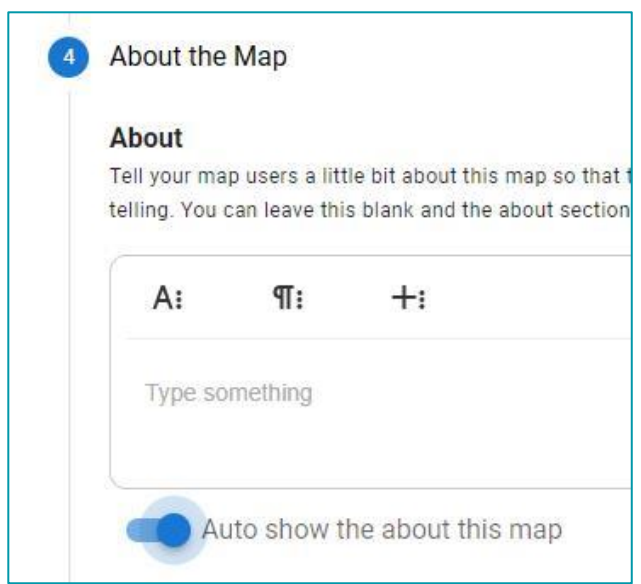 4
About the Map
About
Tell your map users a little bit about this map so that
telling. You can leave this blank and the about section
A
¶
+
Type something
Auto show the about this map